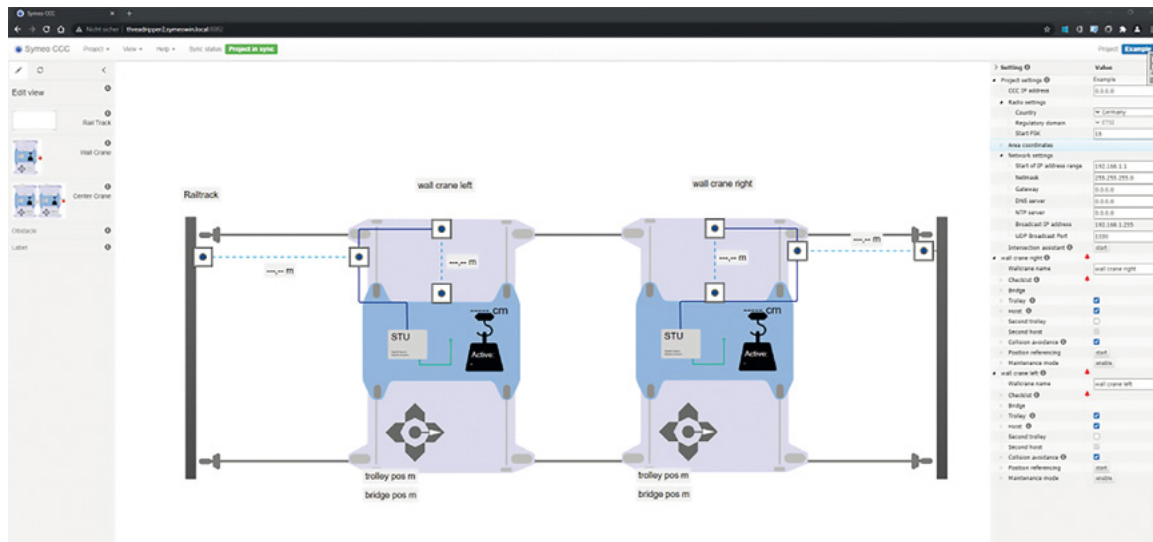 Symeo CCC
Nicht sicher | threadripper2.symeowin.local:8082
Symeo CCC Project View Help Sync status Project in sync Project Example
Edit view
Rail Track
Wall Crane
Center Crane
Obstacle
Label
Railtrack
wall crane left
wall crane right
---,-- m
---,-- m
---,-- m
---,-- m
STU
----- cm
Active:
-
STU
----- cm
Active:
-
trolley pos m
bridge pos m
trolley pos m
bridge pos m
Setting Value
Project settings Example
CCC IP address 0.0.0.0
Radio settings
Country Germany
Regulatory domain ETSI
Start FSK
Area coordinates
Network settings
Start of IP address range 192.168.1.1
Netmask 255.255.255.0
Gateway 0.0.0.0
DNS server 0.0.0.0
NTP server 0.0.0.0
Broadcast IP address 192.168.1.255
UDP Broadcast Port
Intersection assistant start
wall crane right
Wallcrane name wall crane right
Checklist
Bridge
Trolley
Hoist
Second trolley
Second hoist
Collision avoidance
Position referencing start
Maintenance mode enable
wall crane left
Wallcrane name wall crane left
Checklist
Bridge
Trolley
Hoist
Second trolley
Second hoist
Collision avoidance
Position referencing start
Maintenance mode enable